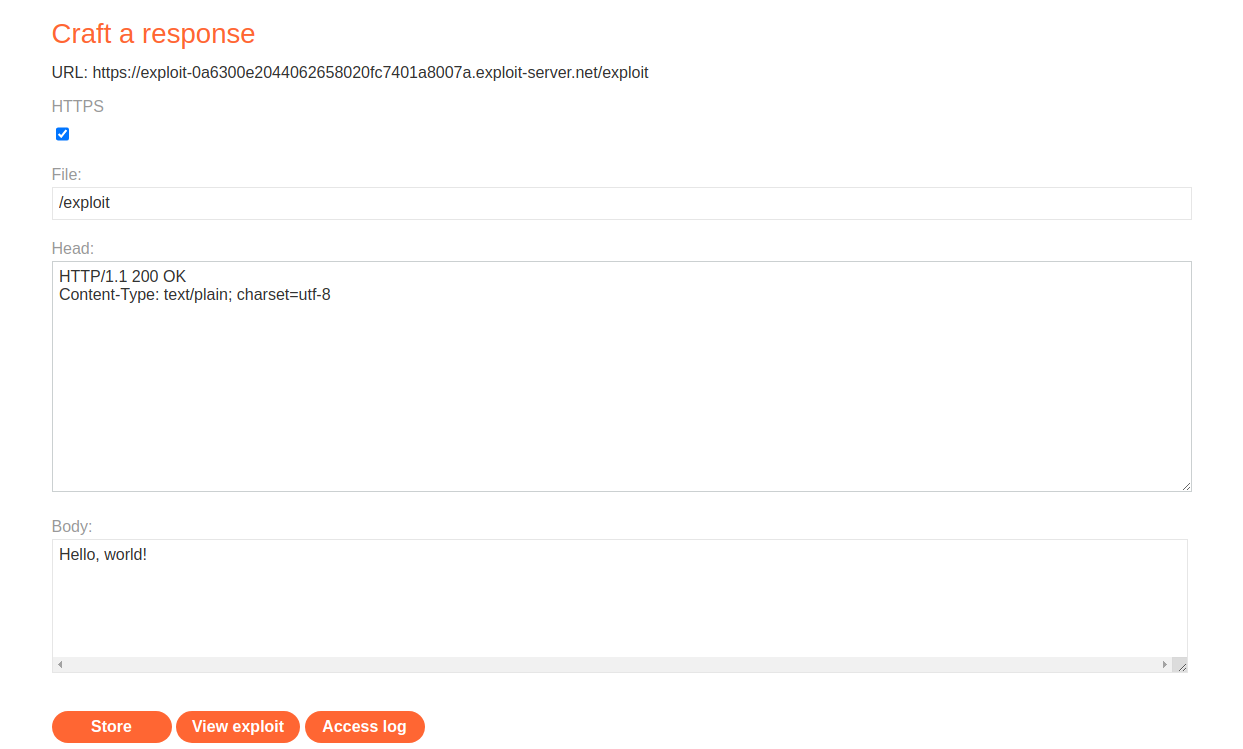 Craft a response
URL: https://exploit-0a6300e2044062658020fc7401a8007a.exploit-server.net/exploit
HTTPS
File:
/exploit
Head:
HTTP/1.1 200 OK
Content-Type: text/plain; charset=utf-8
Body:
Hello, world!
Store View exploit Access log